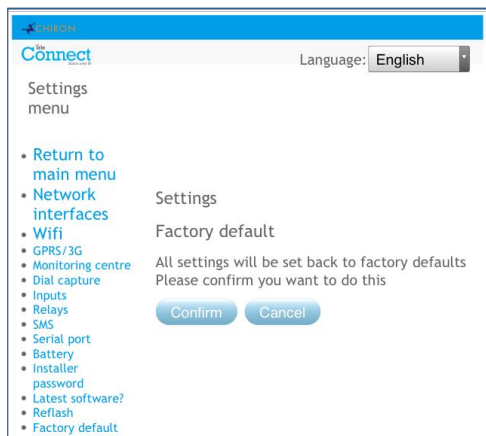 CHIRON
Tele
Connect
Language: English
Settings
menu
Return to
main menu
Network
interfaces
Wifi
GPRS/3G
Monitoring centre
Dial capture
Inputs
Relays
SMS
Serial port
Battery
Installer
password
Latest software?
Reflash
Factory default
Settings
Factory default
All settings will be set back to factory defaults
Please confirm you want to do this
Confirm Cancel